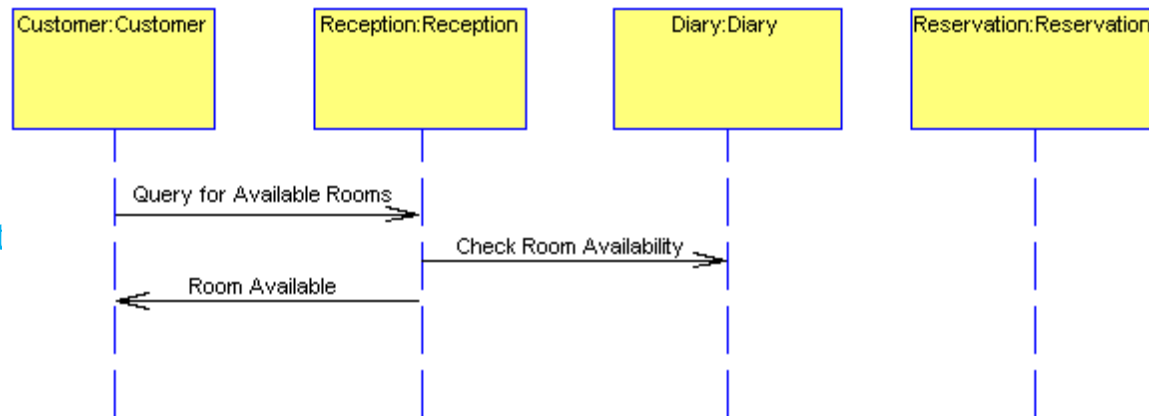 Customer:Customer
Reception:Reception
Diary:Diary
Reservation:Reservation
Query for Available Rooms
Check Room Availability
Room Available